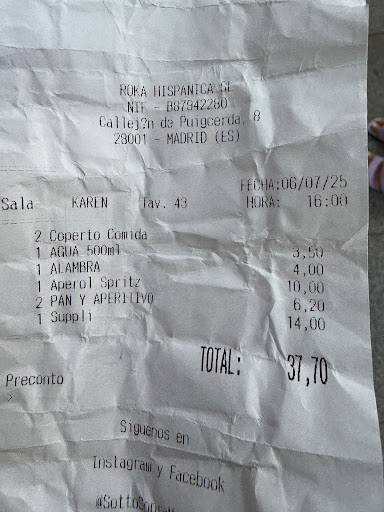 ROKA HISPANICA SL
NIF - B87942280
Callej?n de Puigcerda, 8
28001 - MADRID (ES)
FECHA:06/07/25
Sala KAREN Tav. 43 HORA: 16:00
2 Coperto Comida
1 AGUA 500ml 3,50
1 ALAMBRA 4,00
1 Aperol Spritz 10,00
2 PAN Y APERITIVO 6,20
1 Suppli 14,00
TOTAL: 37,70
Preconto
>
Siguenos en
Instagram y Facebook